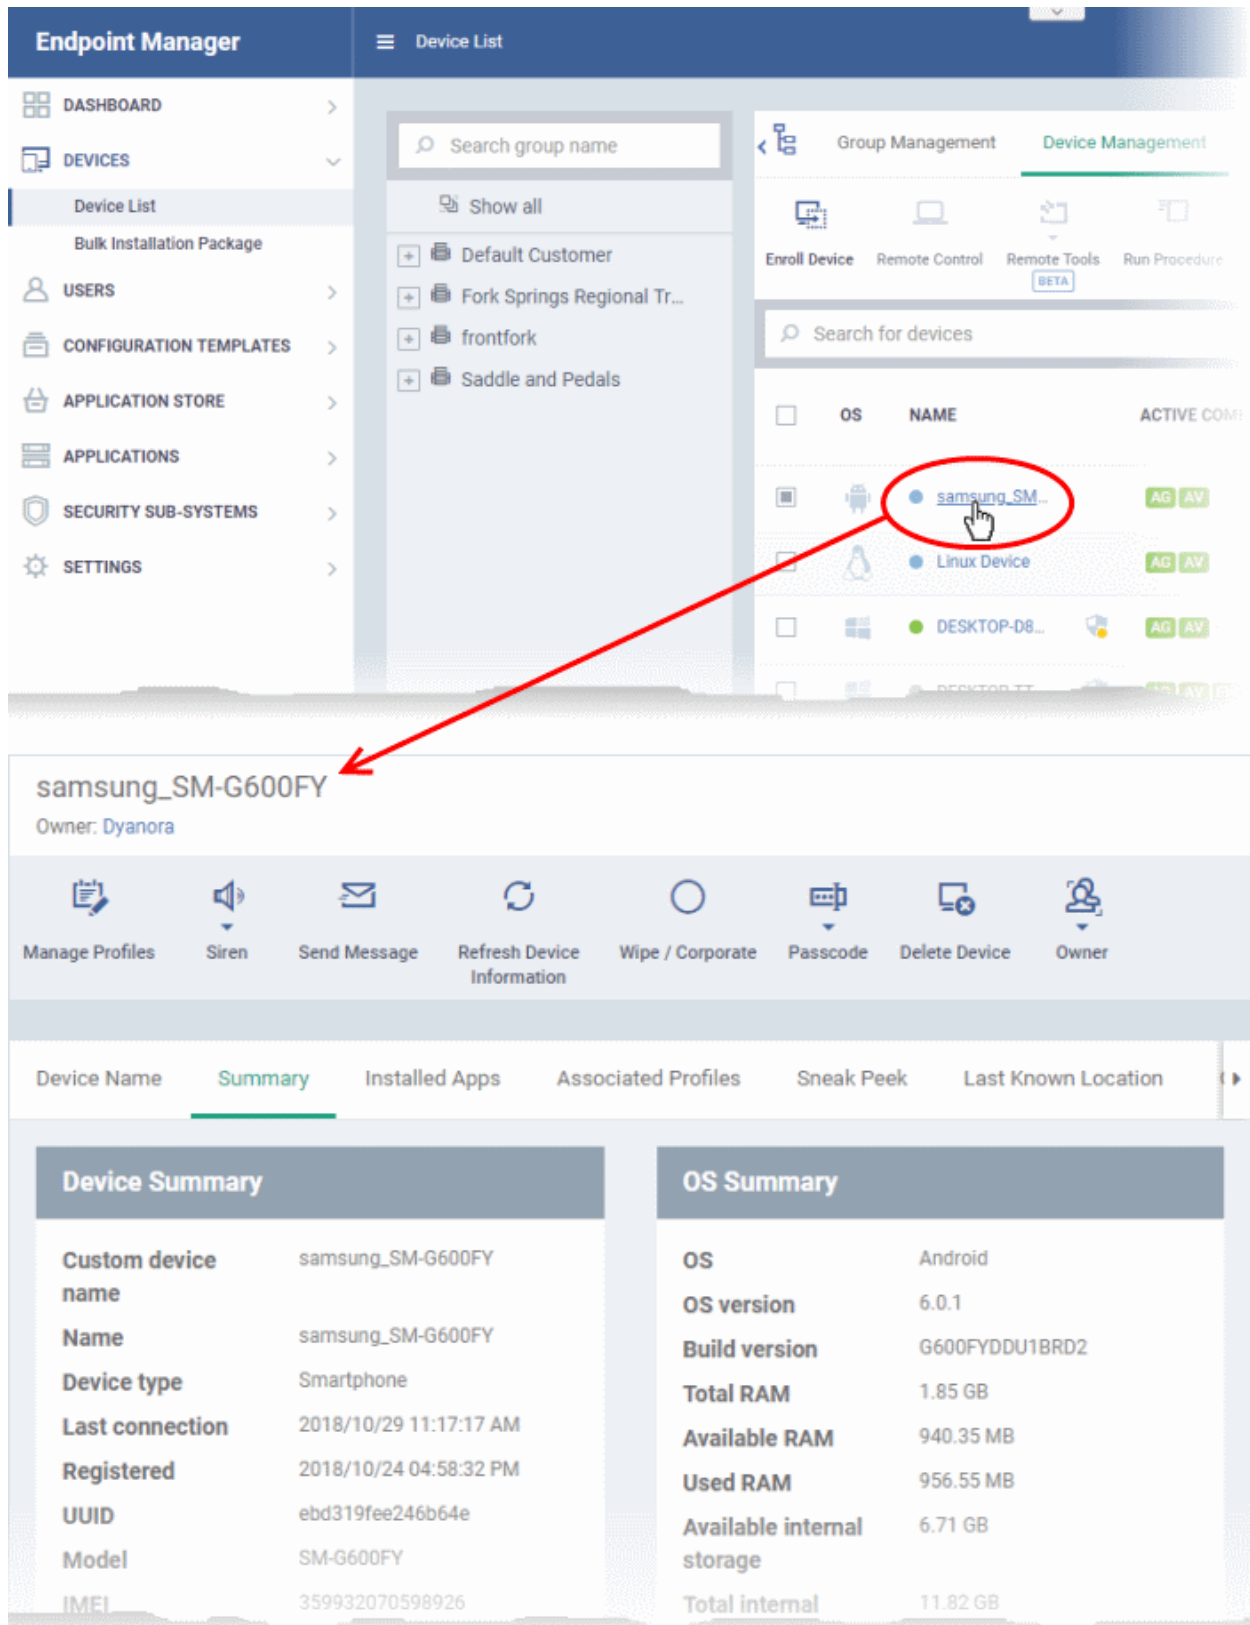 Endpoint Manager
Device List
DASHBOARD
DEVICES
Device List
Bulk Installation Package
USERS
CONFIGURATION TEMPLATES
APPLICATION STORE
APPLICATIONS
SECURITY SUB-SYSTEMS
SETTINGS
Search group name
Show all
Default Customer
Fork Springs Regional Tr...
frontfork
Saddle and Pedals
Group Management Device Management
Enroll Device Remote Control Remote Tools Run Procedure
BETA
Search for devices
OS NAME ACTIVE COM
samsung_SM... AG AV
Linux Device AG AV
DESKTOP-D8... AG AV
DESKTOP-TT AG AV
samsung_SM-G600FY
Owner: Dyanora
Manage Profiles Siren Send Message Refresh Device Information Wipe / Corporate Passcode Delete Device Owner
Device Name Summary Installed Apps Associated Profiles Sneak Peek Last Known Location
Device Summary
Custom device name samsung_SM-G600FY
Name samsung_SM-G600FY
Device type Smartphone
Last connection 2018/10/29 11:17:17 AM
Registered 2018/10/24 04:58:32 PM
UUID ebd319fee246b64e
Model SM-G600FY
IMEI 359932070598926
OS Summary
OS Android
OS version 6.0.1
Build version G600FYDDU1BRD2
Total RAM 1.85 GB
Available RAM 940.35 MB
Used RAM 956.55 MB
Available internal storage 6.71 GB
Total internal 11.82 GB